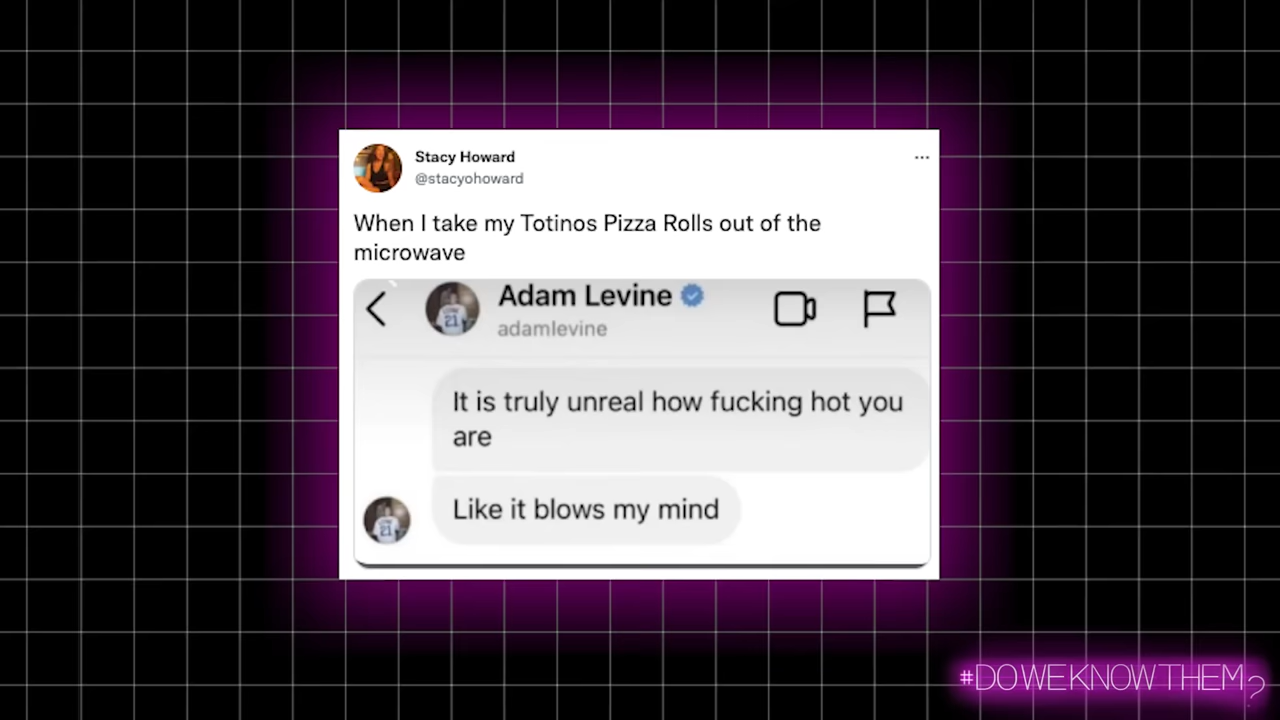 Stacy Howard
@stacyohoward
When I take my Totinos Pizza Rolls out of the
microwave
Adam Levine
adamlevine
It is truly unreal how fucking hot you
are
Like it blows my mind
#DOWEKNOWTHEM?